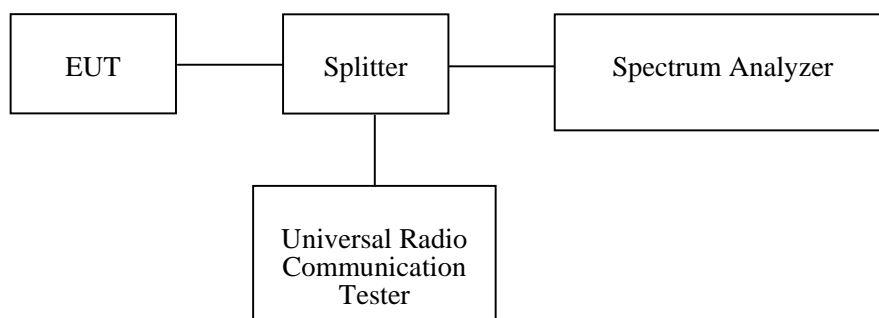 EUT
Splitter
Spectrum Analyzer
Universal Radio
Communication
Tester